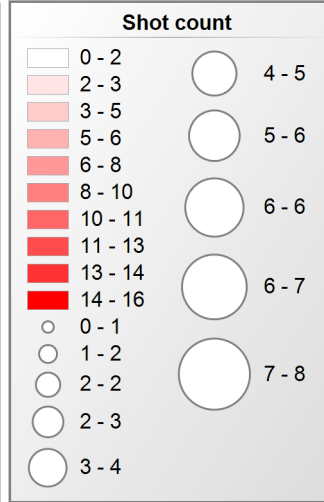 Shot count
0 - 2
2 - 3
3 - 5
5 - 6
6 - 8
8 - 10
10 - 11
11 - 13
13 - 14
14 - 16
0 - 1
1 - 2
2 - 2
2 - 3
3 - 4
4 - 5
5 - 6
6 - 6
6 - 7
7 - 8